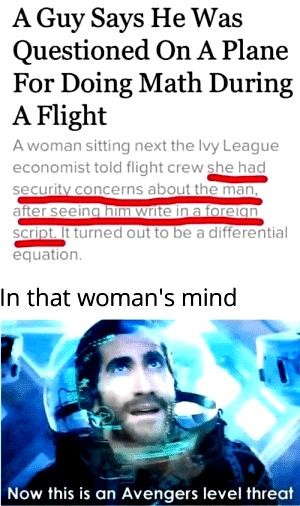 A Guy Says He Was
Questioned On A Plane
For Doing Math During
A Flight
A woman sitting next the Ivy League
economist told flight crew she had
security concerns about the man,
after seeing him write in a foreign
script. It turned out to be a differential
equation.
In that woman's mind
Now this is an Avengers level threat